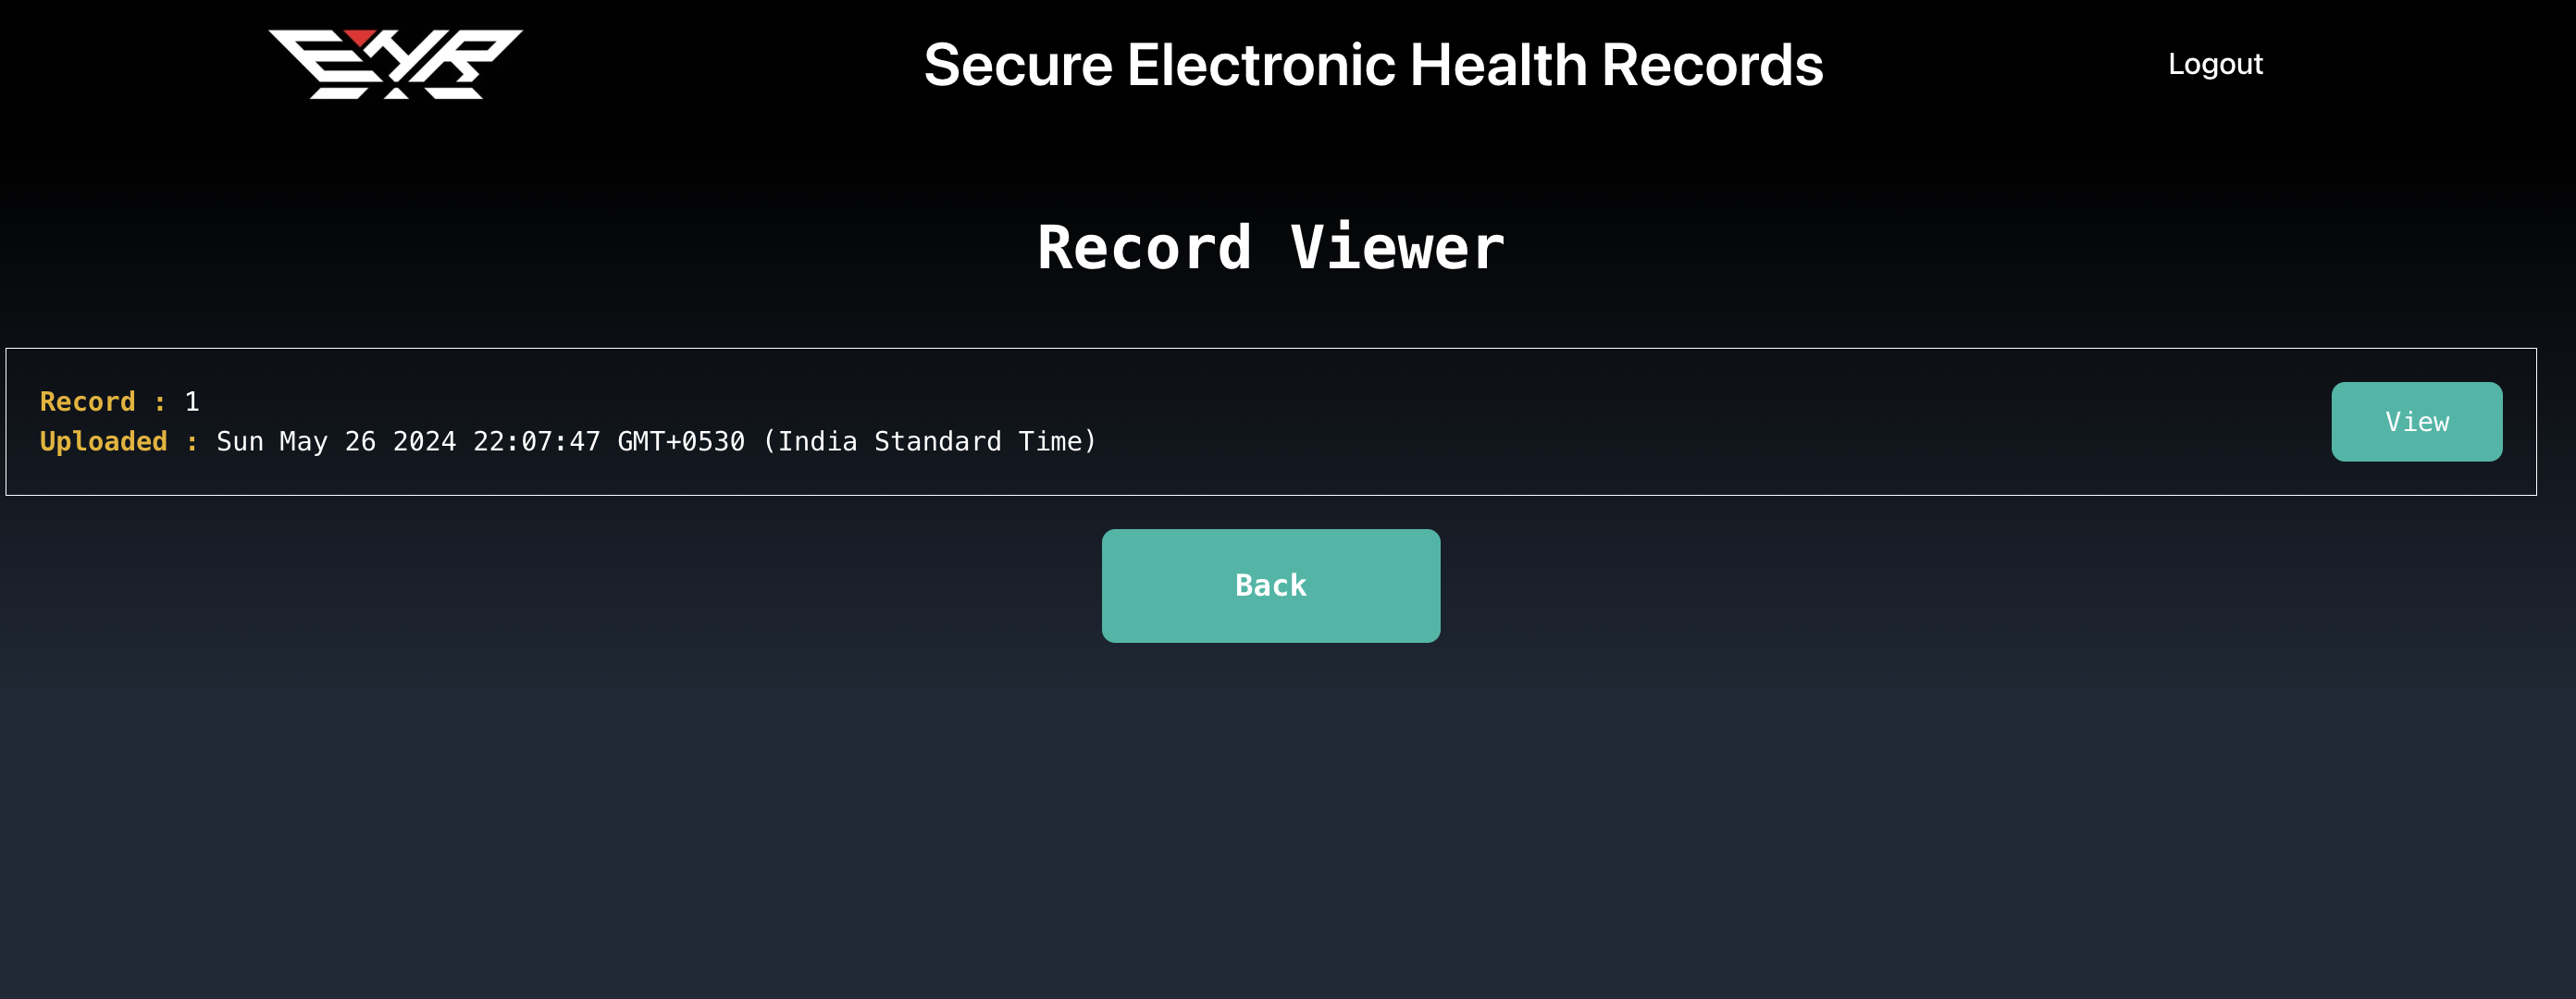 EHR
Secure Electronic Health Records
Logout
Record Viewer
Record : 1
Uploaded : Sun May 26 2024 22:07:47 GMT+0530 (India Standard Time)
View
Back